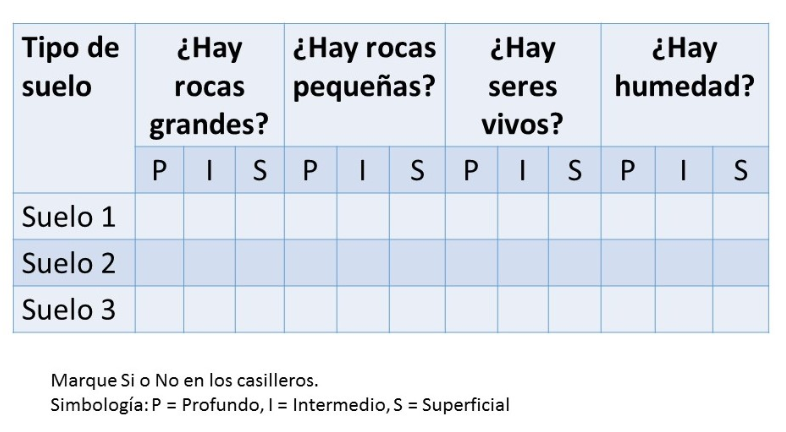 Tipo de suelo ¿Hay rocas grandes? ¿Hay rocas pequeñas? ¿Hay seres vivos? ¿Hay humedad?
P I S P I S P I S P I S
Suelo 1
Suelo 2
Suelo 3
Marque Si o No en los casilleros.
Simbología: P = Profundo, I = Intermedio, S = Superficial